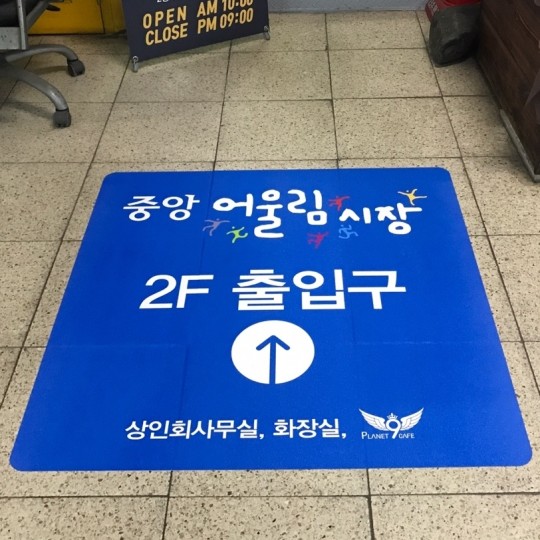 OPEN AM 10:00
CLOSE PM 09:00
중앙 어울림 시장
2F 출입구
상인회사무실, 화장실, PLANET 9 CAFE